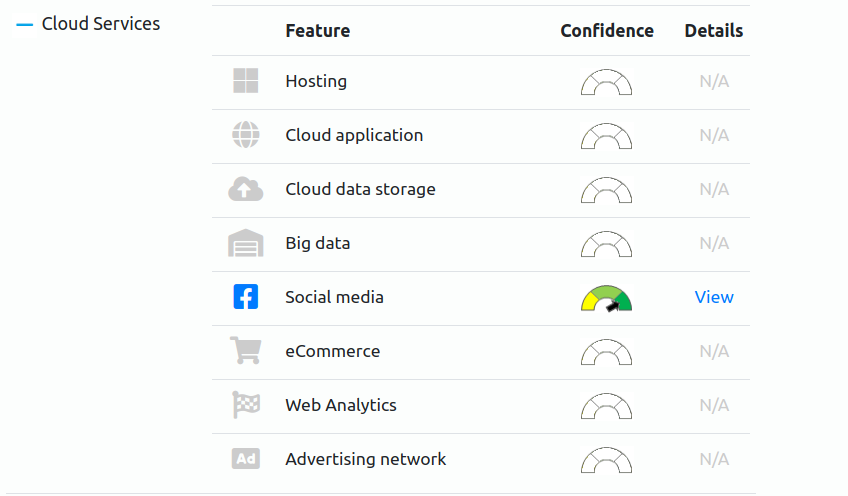 Cloud Services
Feature Confidence Details
Hosting N/A
Cloud application N/A
Cloud data storage N/A
Big data N/A
Social media View
eCommerce N/A
Web Analytics N/A
Ad Advertising network N/A